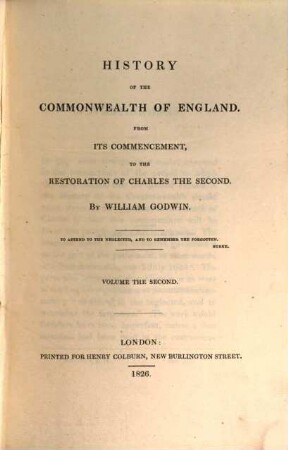 HISTORY
OF THE
COMMONWEALTH OF ENGLAND.
FROM
ITS COMMENCEMENT,
TO THE
RESTORATION OF CHARLES THE SECOND.
BY WILLIAM GODWIN.
TO ATTEND TO THE NEGLECTED, AND TO REMEMBER THE FORGOTTEN.
BURKE.
VOLUME THE SECOND.
LONDON:
PRINTED FOR HENRY COLBURN, NEW BURLINGTON STREET.
1826.